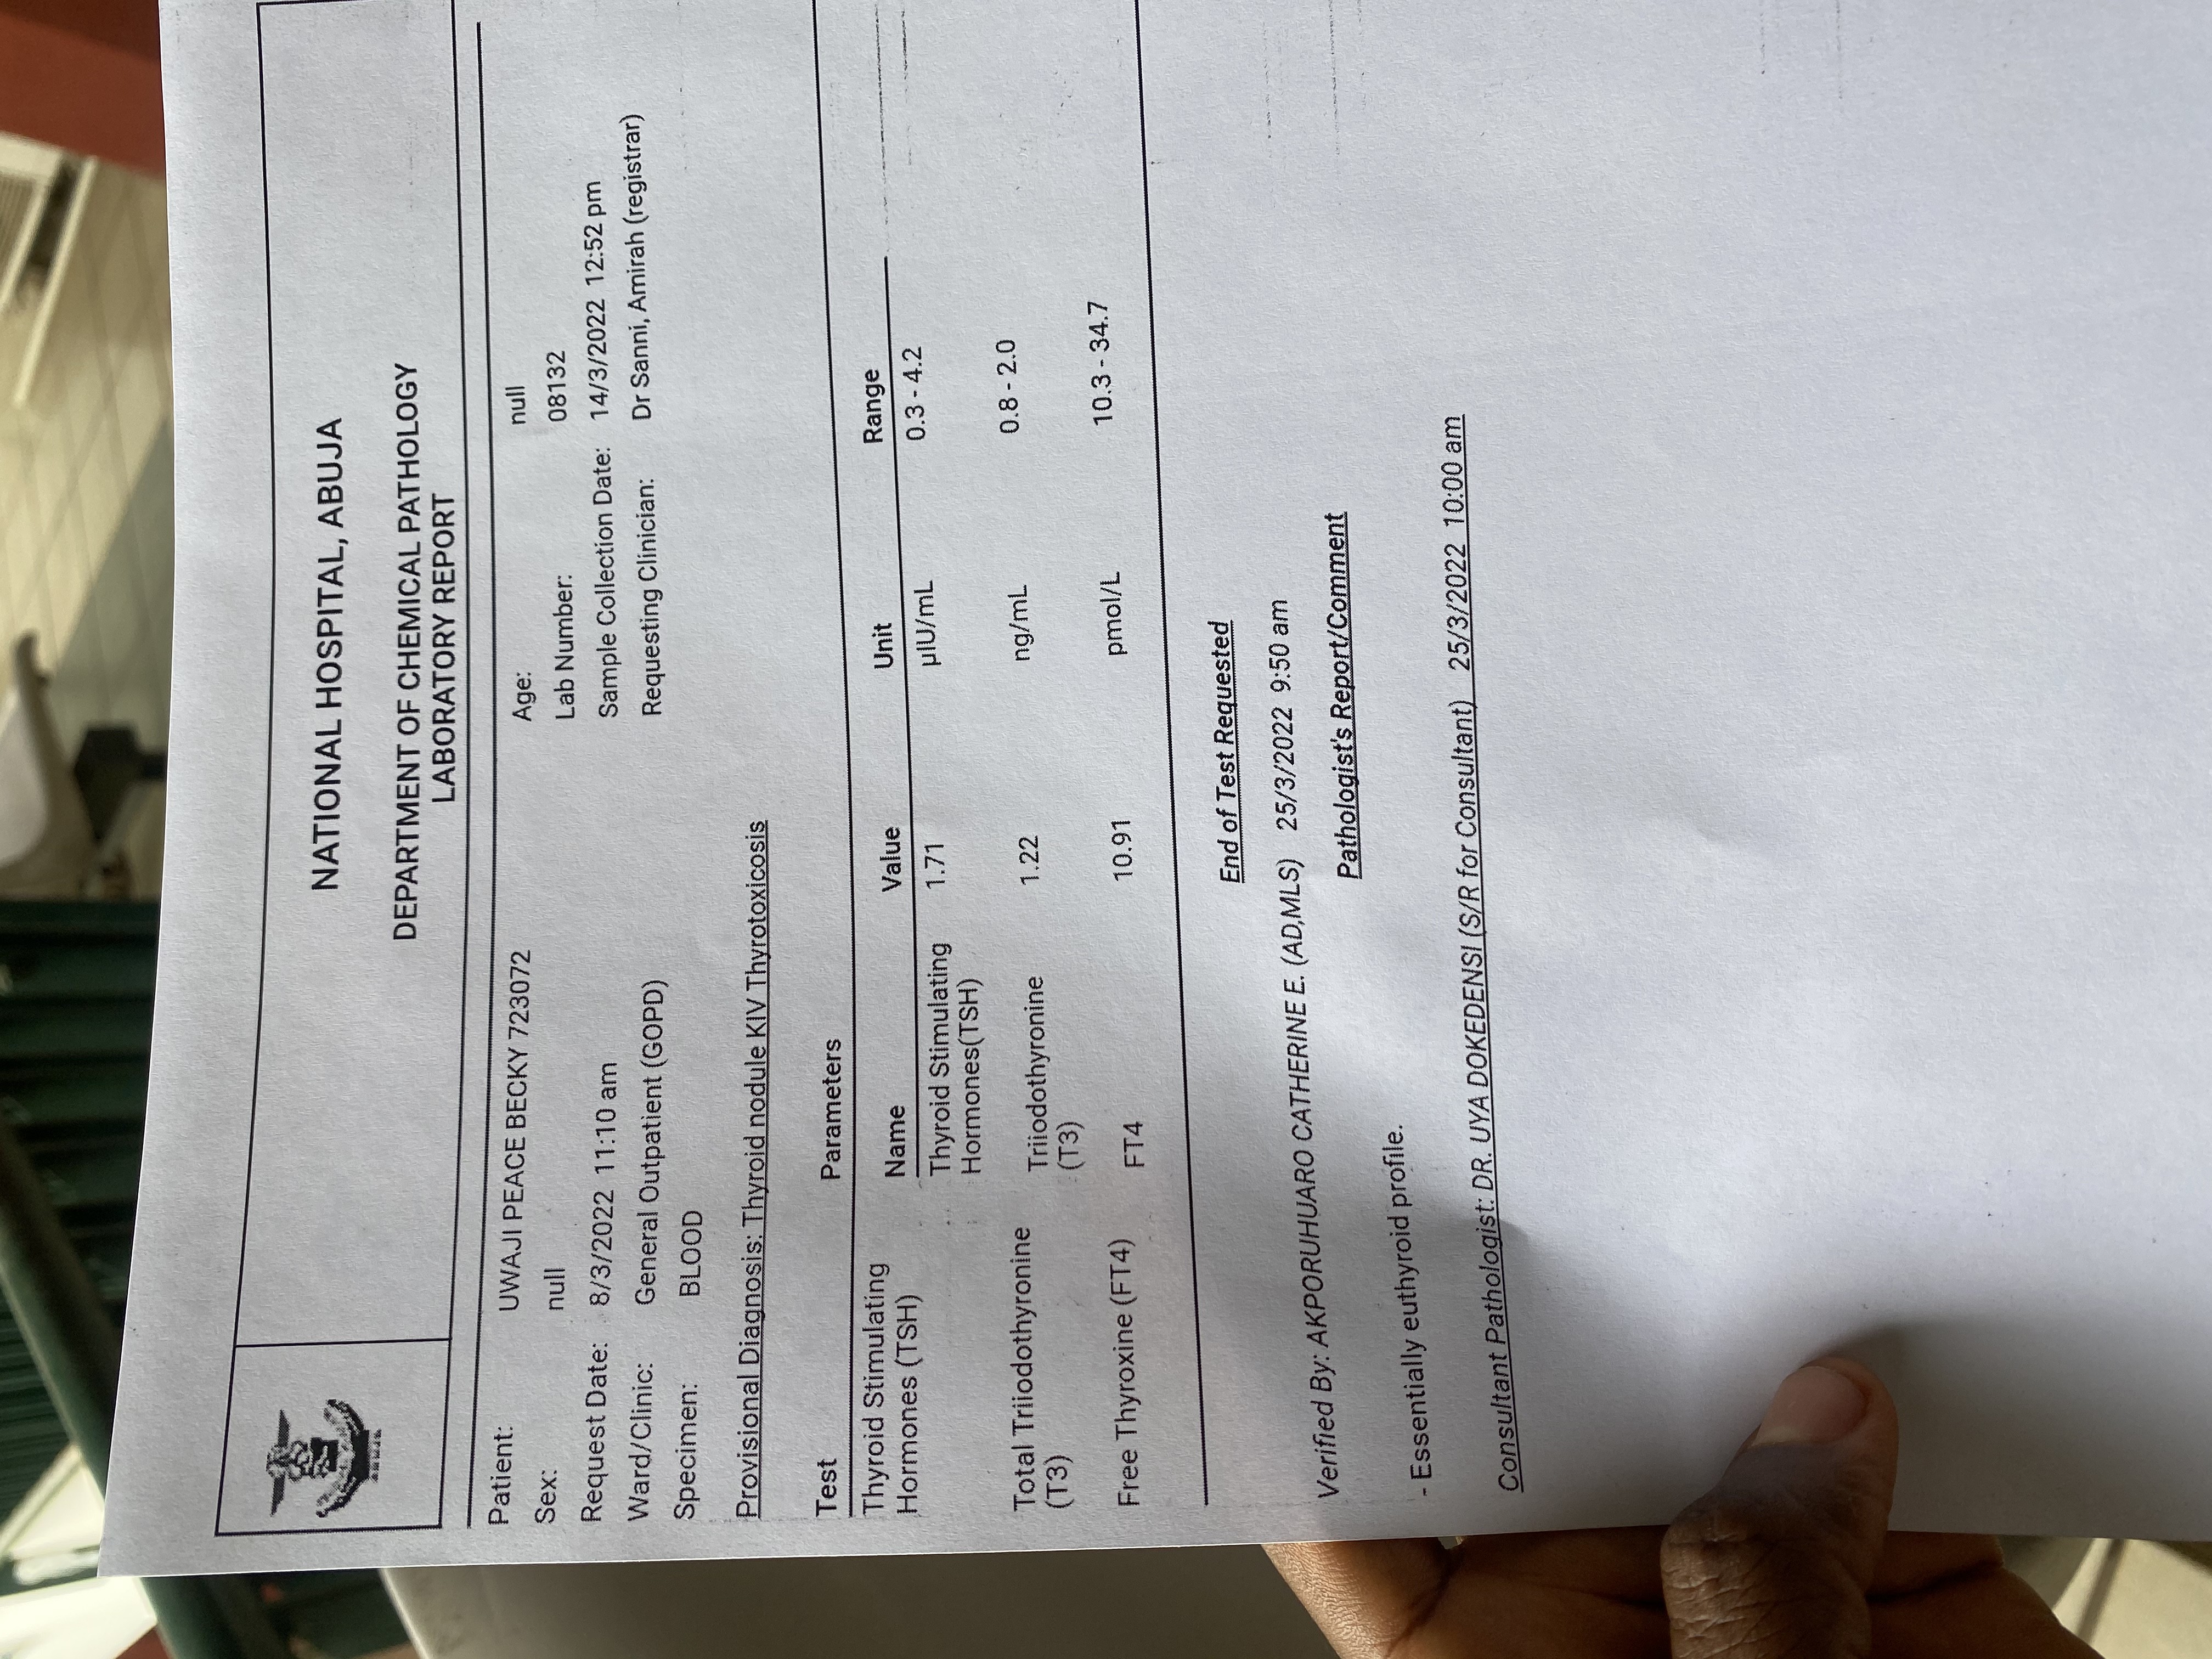 NATIONAL HOSPITAL, ABUJA
DEPARTMENT OF CHEMICAL PATHOLOGY
LABORATORY REPORT
Patient: UWAJI PEACE BECKY 723072 Age: null
Sex: null Lab Number: 08132
Request Date: 8/3/2022 11:10 am Sample Collection Date: 14/3/2022 12:52 pm
Ward/Clinic: General Outpatient (GOPD) Requesting Clinician: Dr Sanni, Amirah (registrar)
Specimen: BLOOD
Provisional Diagnosis: Thyroid nodule KIV Thyrotoxicosis
Test Parameters
Name Value Unit Range
Thyroid Stimulating Thyroid Stimulating 1.71 µIU/mL 0.3 - 4.2
Hormones (TSH) Hormones(TSH)
Total Triiodothyronine Triiodothyronine 1.22 ng/mL 0.8 - 2.0
(T3) (T3)
Free Thyroxine (FT4) FT4 10.91 pmol/L 10.3 - 34.7
End of Test Requested
Verified By: AKPORUHUARO CATHERINE E. (AD,MLS) 25/3/2022 9:50 am
Pathologist's Report/Comment
- Essentially euthyroid profile.
Consultant Pathologist: DR. UYA DOKEDENSI (S/R for Consultant) 25/3/2022 10:00 am